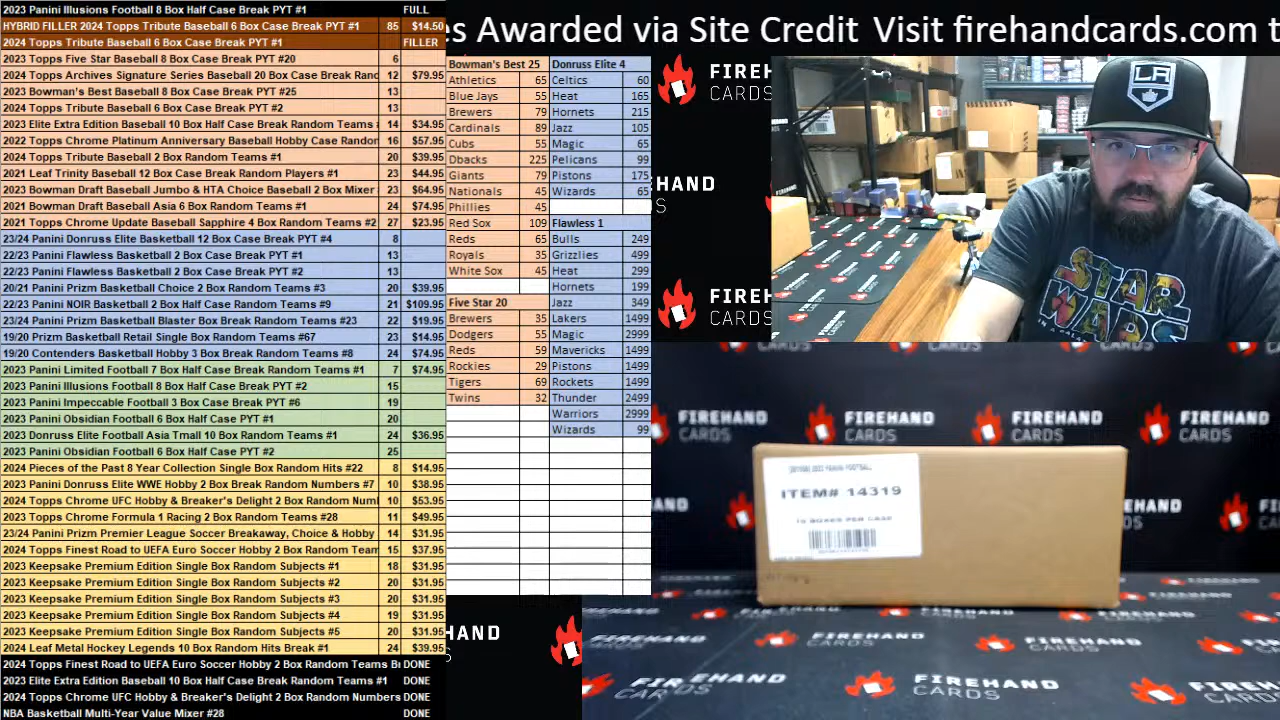 2023 Panini Illusions Football 8 Box Half Case Break PYT #1 FULL
HYBRID FILLER 2024 Topps Tribute Baseball 6 Box Case Break PYT #1 85 $14.50
2024 Topps Tribute Baseball 6 Box Case Break PYT #1 FILLER
2023 Topps Five Star Baseball 8 Box Case Break PYT #20 6
2024 Topps Archives Signature Series Baseball 20 Box Case Break Ranc 12 $79.95
2023 Bowman's Best Baseball 8 Box Case Break PYT #25 13
2024 Topps Tribute Baseball 6 Box Case Break PYT #2 13
2023 Elite Extra Edition Baseball 10 Box Half Case Break Random Teams 14 $34.95
2022 Topps Chrome Platinum Anniversary Baseball Hobby Case Randor 16 $57.95
2024 Topps Tribute Baseball 2 Box Random Teams #1 20 $39.95
2021 Leaf Trinity Baseball 12 Box Case Break Random Players #1 23 $44.95
2023 Bowman Draft Baseball Jumbo & HTA Choice Baseball 2 Box Mixer 23 $64.95
2021 Bowman Draft Baseball Asia 6 Box Random Teams #1 24 $74.95
2021 Topps Chrome Update Baseball Sapphire 4 Box Random Teams #2 27 $23.95
23/24 Panini Donruss Elite Basketball 12 Box Case Break PYT #4 8
22/23 Panini Flawless Basketball 2 Box Case Break PYT #1 13
22/23 Panini Flawless Basketball 2 Box Case Break PYT #2 13
20/21 Panini Prizm Basketball Choice 2 Box Random Teams #3 20 $39.95
22/23 Panini NOIR Basketball 2 Box Half Case Random Teams #9 21 $109.95
23/24 Panini Prizm Basketball Blaster Box Break Random Teams #23 22 $19.95
19/20 Prizm Basketball Retail Single Box Random Teams #67 23 $14.95
19/20 Contenders Basketball Hobby 3 Box Break Random Teams #8 24 $74.95
2023 Panini Limited Football 7 Box Half Case Break Random Teams #1 7 $74.95
2023 Panini Illusions Football 8 Box Half Case Break PYT #2 15
2023 Panini Impeccable Football 3 Box Case Break PYT #6 19
2023 Panini Obsidian Football 6 Box Half Case PYT #1 20
2023 Donruss Elite Football Asia Tmall 10 Box Random Teams #1 24 $36.95
2023 Panini Obsidian Football 6 Box Half Case PYT #2 25
2024 Pieces of the Past 8 Year Collection Single Box Random Hits #22 8 $14.95
2023 Panini Donruss Elite WWE Hobby 2 Box Break Random Numbers #7 10 $38.95
2024 Topps Chrome UFC Hobby & Breaker's Delight 2 Box Random Numl 10 $53.95
2023 Topps Chrome Formula 1 Racing 2 Box Random Teams #28 11 $49.95
23/24 Panini Prizm Premier League Soccer Breakaway, Choice & Hobby 14 $31.95
2024 Topps Finest Road to UEFA Euro Soccer Hobby 2 Box Random Team 15 $37.95
2023 Keepsake Premium Edition Single Box Random Subjects #1 18 $31.95
2023 Keepsake Premium Edition Single Box Random Subjects #2 20 $31.95
2023 Keepsake Premium Edition Single Box Random Subjects #3 20 $31.95
2023 Keepsake Premium Edition Single Box Random Subjects #4 19 $31.95
2023 Keepsake Premium Edition Single Box Random Subjects #5 20 $31.95
2024 Leaf Metal Hockey Legends 10 Box Random Hits Break #1 24 $39.95
2024 Topps Finest Road to UEFA Euro Soccer Hobby 2 Box Random Teams Br DONE
2023 Elite Extra Edition Baseball 10 Box Half Case Break Random Teams #1 DONE
2024 Topps Chrome UFC Hobby & Breaker's Delight 2 Box Random Numbers DONE
NBA Basketball Multi-Year Value Mixer #28 DONE
s Awarded via Site Credit Visit firehandcards.com t
Bowman's Best 25
Athletics 65
Blue Jays 55
Brewers 79
Cardinals 89
Cubs 55
Dbacks 225
Giants 79
Nationals 45
Phillies 45
Red Sox 109
Reds 65
Royals 35
White Sox 45
Five Star 20
Brewers 35
Dodgers 55
Reds 59
Rockies 29
Tigers 69
Twins 32
Donruss Elite 4
Celtics 60
Heat 165
Hornets 215
Jazz 105
Magic 65
Pelicans 99
Pistons 175
Wizards 65
Flawless 1
Bulls 249
Grizzlies 499
Heat 299
Hornets 199
Jazz 349
Lakers 1499
Magic 2999
Mavericks 1499
Pistons 1499
Rockets 1499
Thunder 2499
Warriors 2999
Wizards 99
FIREH
CARDS
HAND
FIREH
CARDS
HAND
LA
STAR
WARS
FIREHAND
CARDS
FIREHAND
CARDS
FIREHAND
CARDS
ITEM# 14319
10 BOXES PER CASE
FIREHAND
CARDS
FIREHAND
CARDS
FIREHAND
CARDS